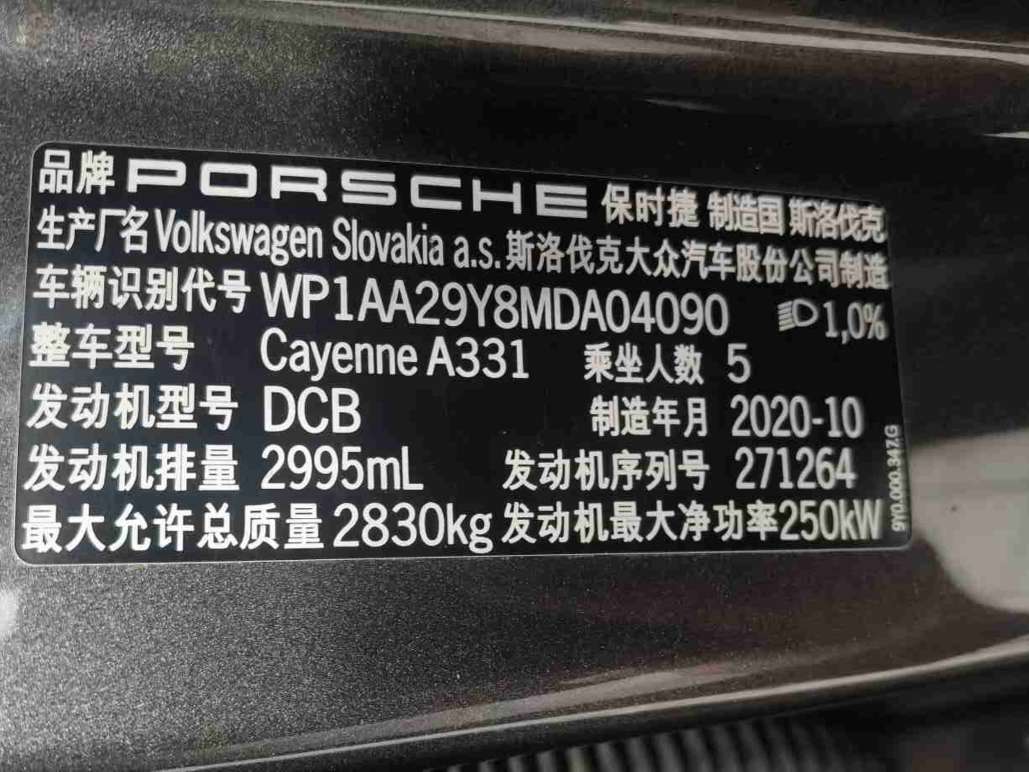 品牌 PORSCHE 保时捷 制造国 斯洛伐克
生产厂名 Volkswagen Slovakia a.s. 斯洛伐克大众汽车股份公司制造
车辆识别代号 WP1AA29Y8MDA04090 1,0%
整车型号 Cayenne A331 乘坐人数 5
发动机型号 DCB 制造年月 2020-10
发动机排量 2995mL 发动机序列号 271264
最大允许总质量 2830kg 发动机最大净功率 250kW
9Y0.000.347.G